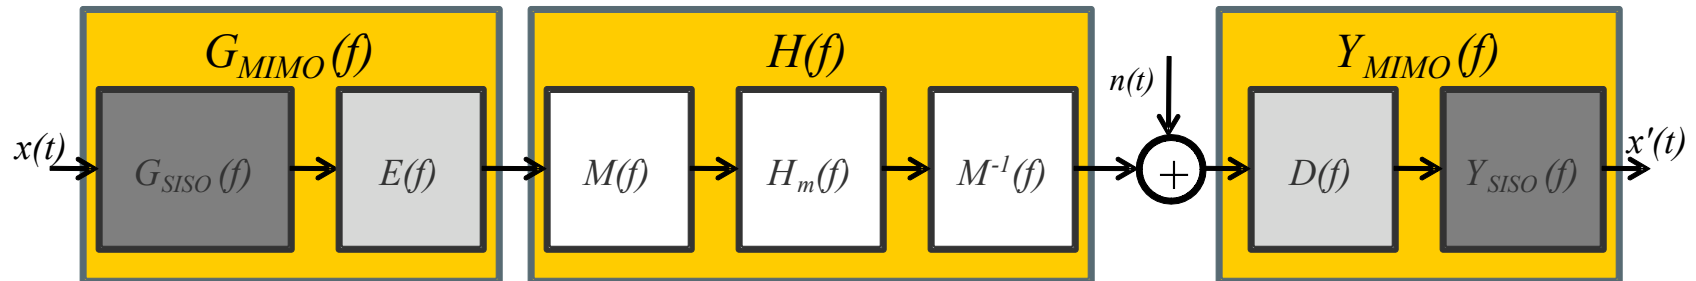 G_MIMO(f)
H(f)
Y_MIMO(f)
n(t)
x(t)
G_SISO(f)
E(f)
M(f)
H_m(f)
M^-1(f)
+
D(f)
Y_SISO(f)
x'(t)